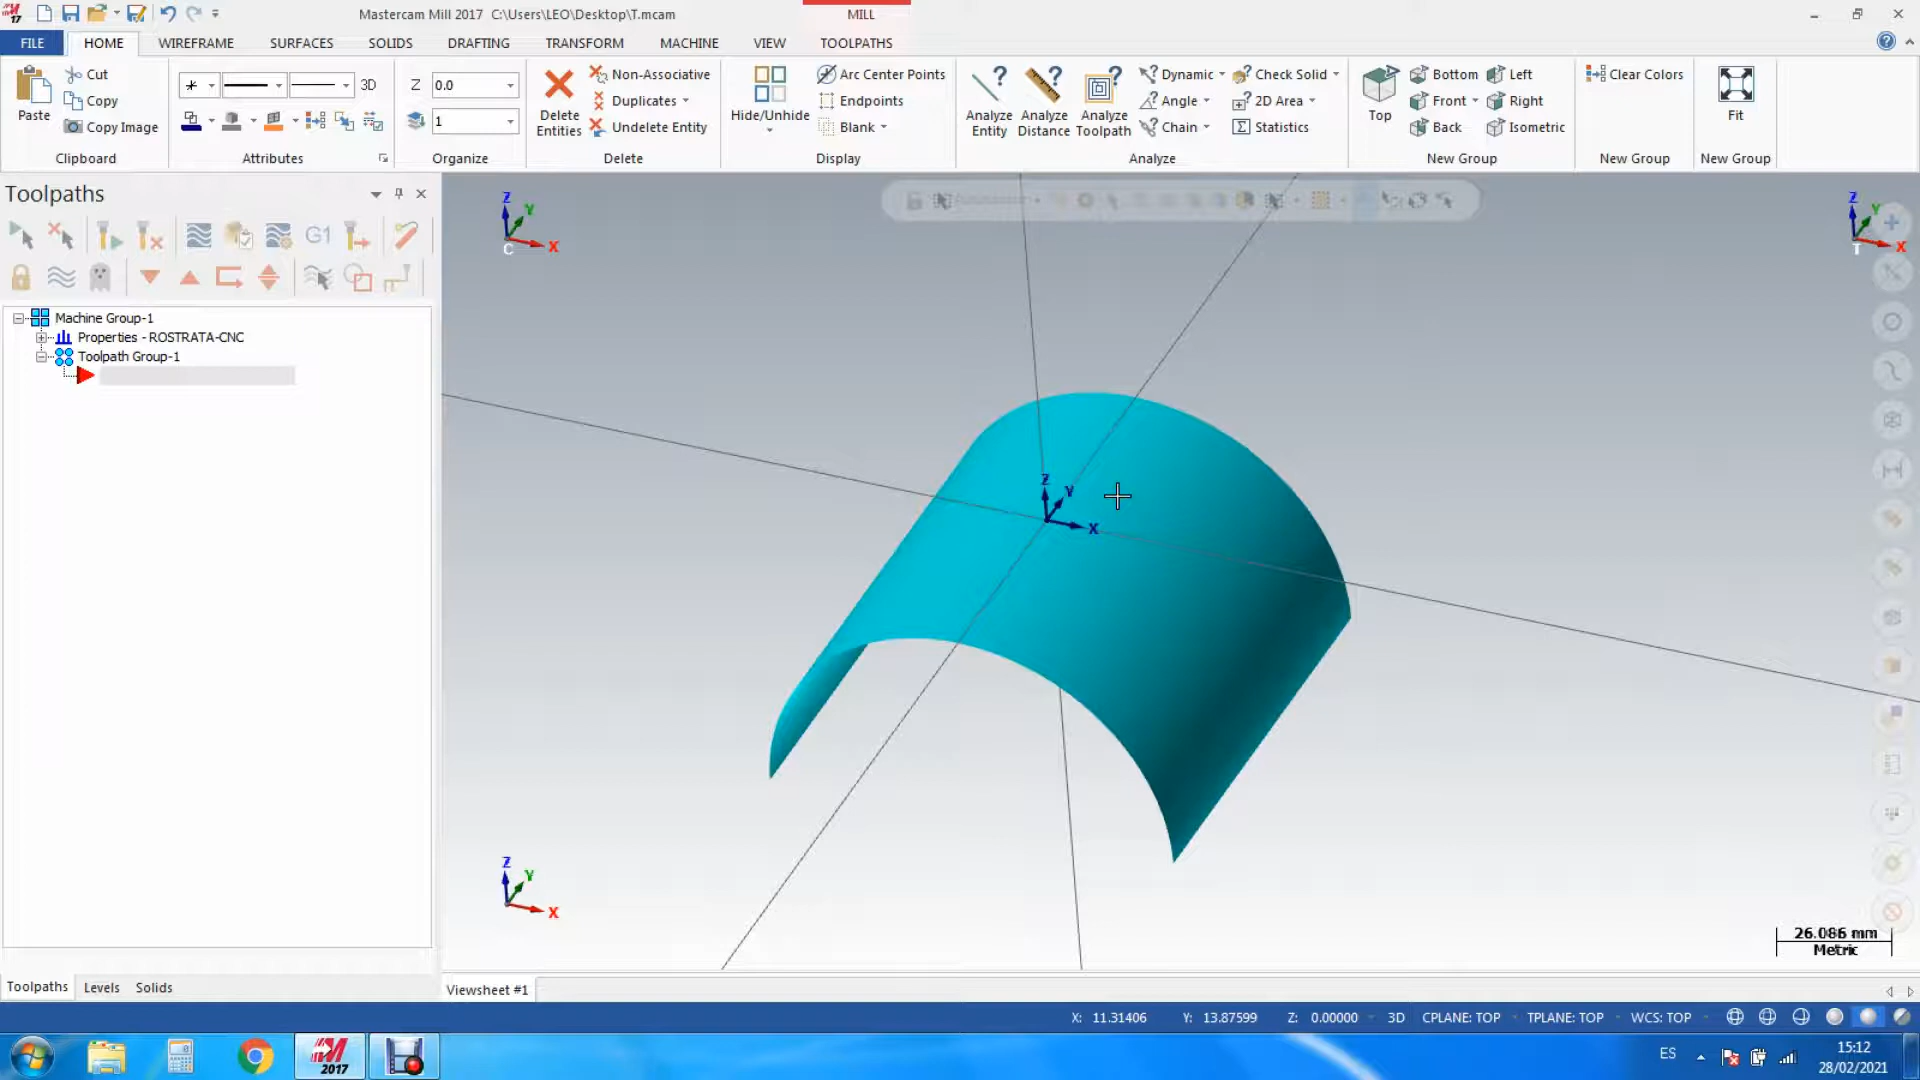 Mastercam Mill 2017 C:\Users\LEO\Desktop\T.mcam
MILL
FILE HOME WIREFRAME SURFACES SOLIDS DRAFTING TRANSFORM MACHINE VIEW TOOLPATHS
Paste
Cut
Copy
Copy Image
Clipboard
3D
Attributes
Z 0.0
1
Organize
Delete Entities
Non-Associative
Duplicates
Undelete Entity
Delete
Hide/Unhide
Arc Center Points
Endpoints
Blank
Display
Analyze Entity
Analyze Distance
Analyze Toolpath
Dynamic
Angle
Chain
Check Solid
2D Area
Statistics
Analyze
Top
Bottom
Front
Back
Left
Right
Isometric
New Group
Clear Colors
New Group
Fit
New Group
Toolpaths
G1
Machine Group-1
Properties - ROSTRATA-CNC
Toolpath Group-1
Z Y X C
Z Y X T
Z Y X
Z Y X
26.086 mm
Metric
Toolpaths Levels Solids
Viewsheet #1
X: 11.31406 Y: 13.87599 Z: 0.00000 3D CPLANE: TOP TPLANE: TOP WCS: TOP
2017
ES
15:12
28/02/2021